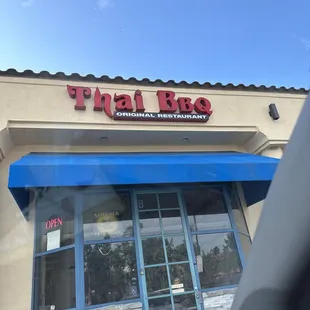 Thai BBQ
ORIGINAL RESTAURANT
OPEN